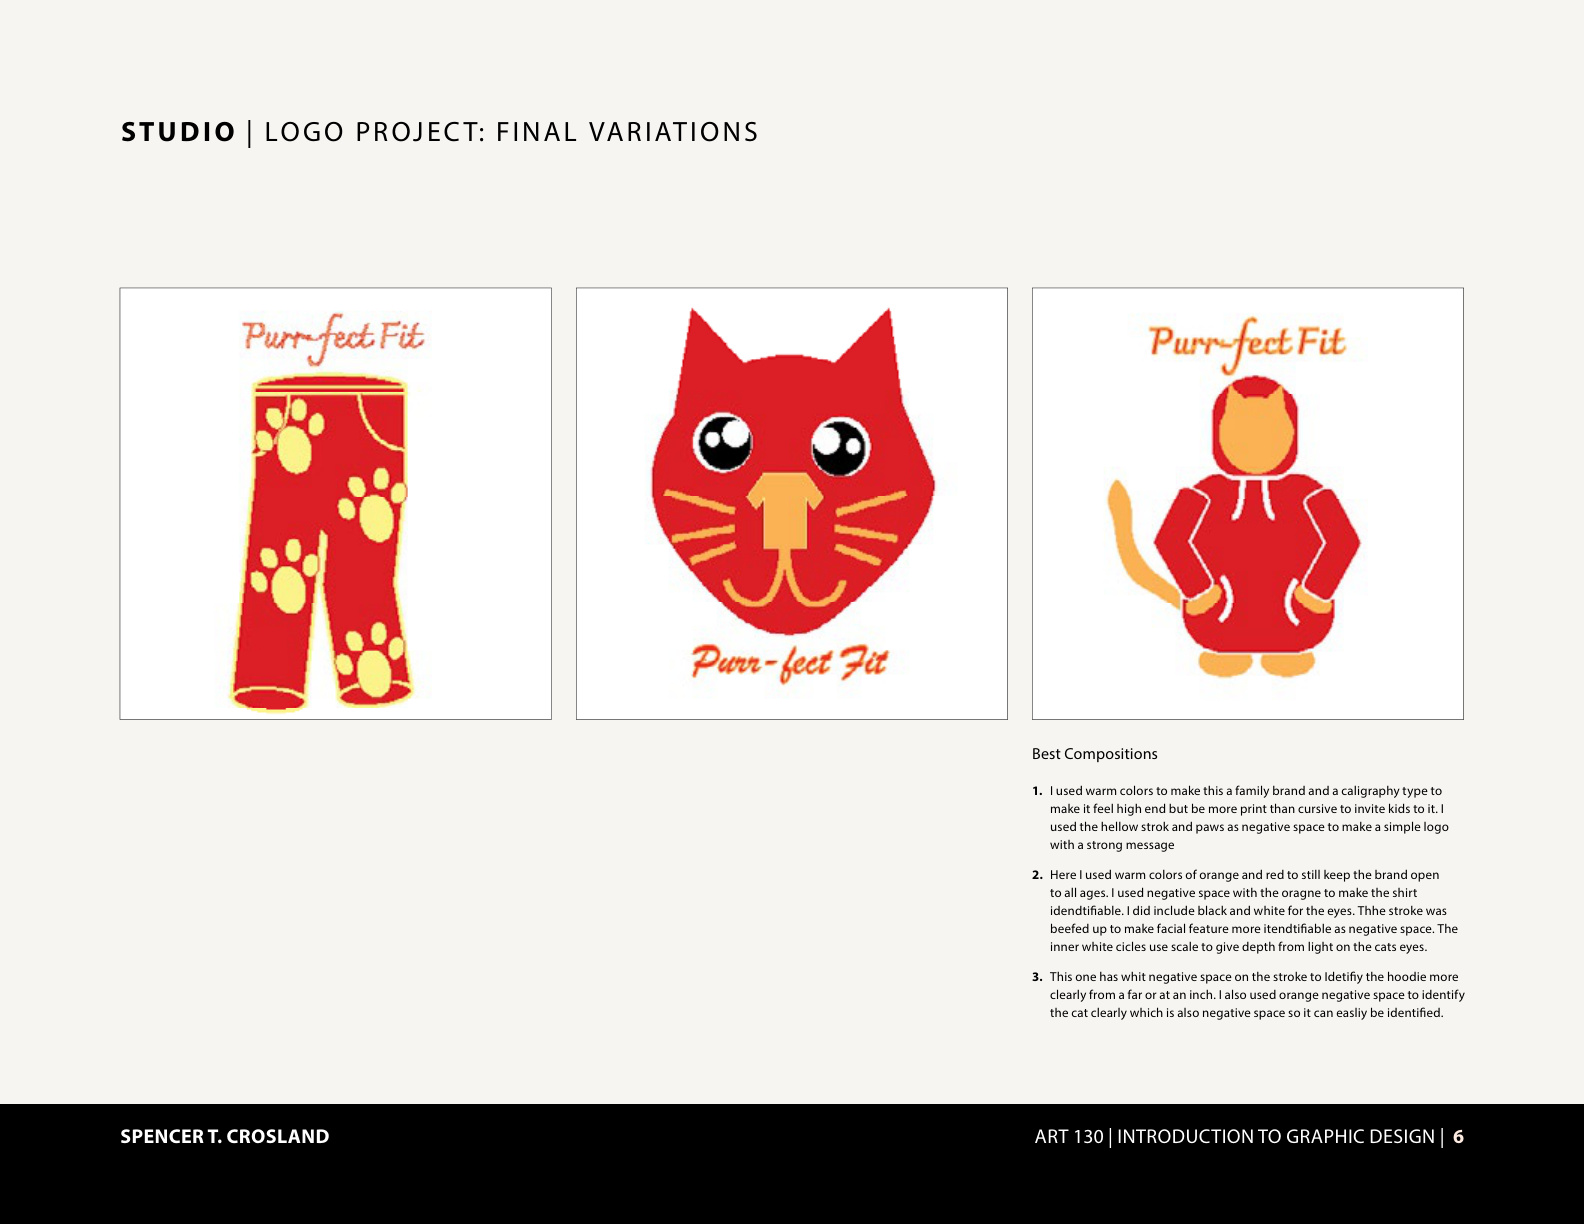 STUDIO | LOGO PROJECT: FINAL VARIATIONS
Purr-fect Fit
Purr-fect Fit
Purr-fect Fit
Best Compositions
1. I used warm colors to make this a family brand and a caligraphy type to
make it feel high end but be more print than cursive to invite kids to it. I
used the hellow strok and paws as negative space to make a simple logo
with a strong message
2. Here I used warm colors of orange and red to still keep the brand open
to all ages. I used negative space with the oragne to make the shirt
idendtifiable. I did include black and white for the eyes. Thhe stroke was
beefed up to make facial feature more itendtifiable as negative space. The
inner white cicles use scale to give depth from light on the cats eyes.
3. This one has whit negative space on the stroke to Idetifiy the hoodie more
clearly from a far or at an inch. I also used orange negative space to identify
the cat clearly which is also negative space so it can easliy be identified.
SPENCER T. CROSLAND
ART 130 | INTRODUCTION TO GRAPHIC DESIGN | 6